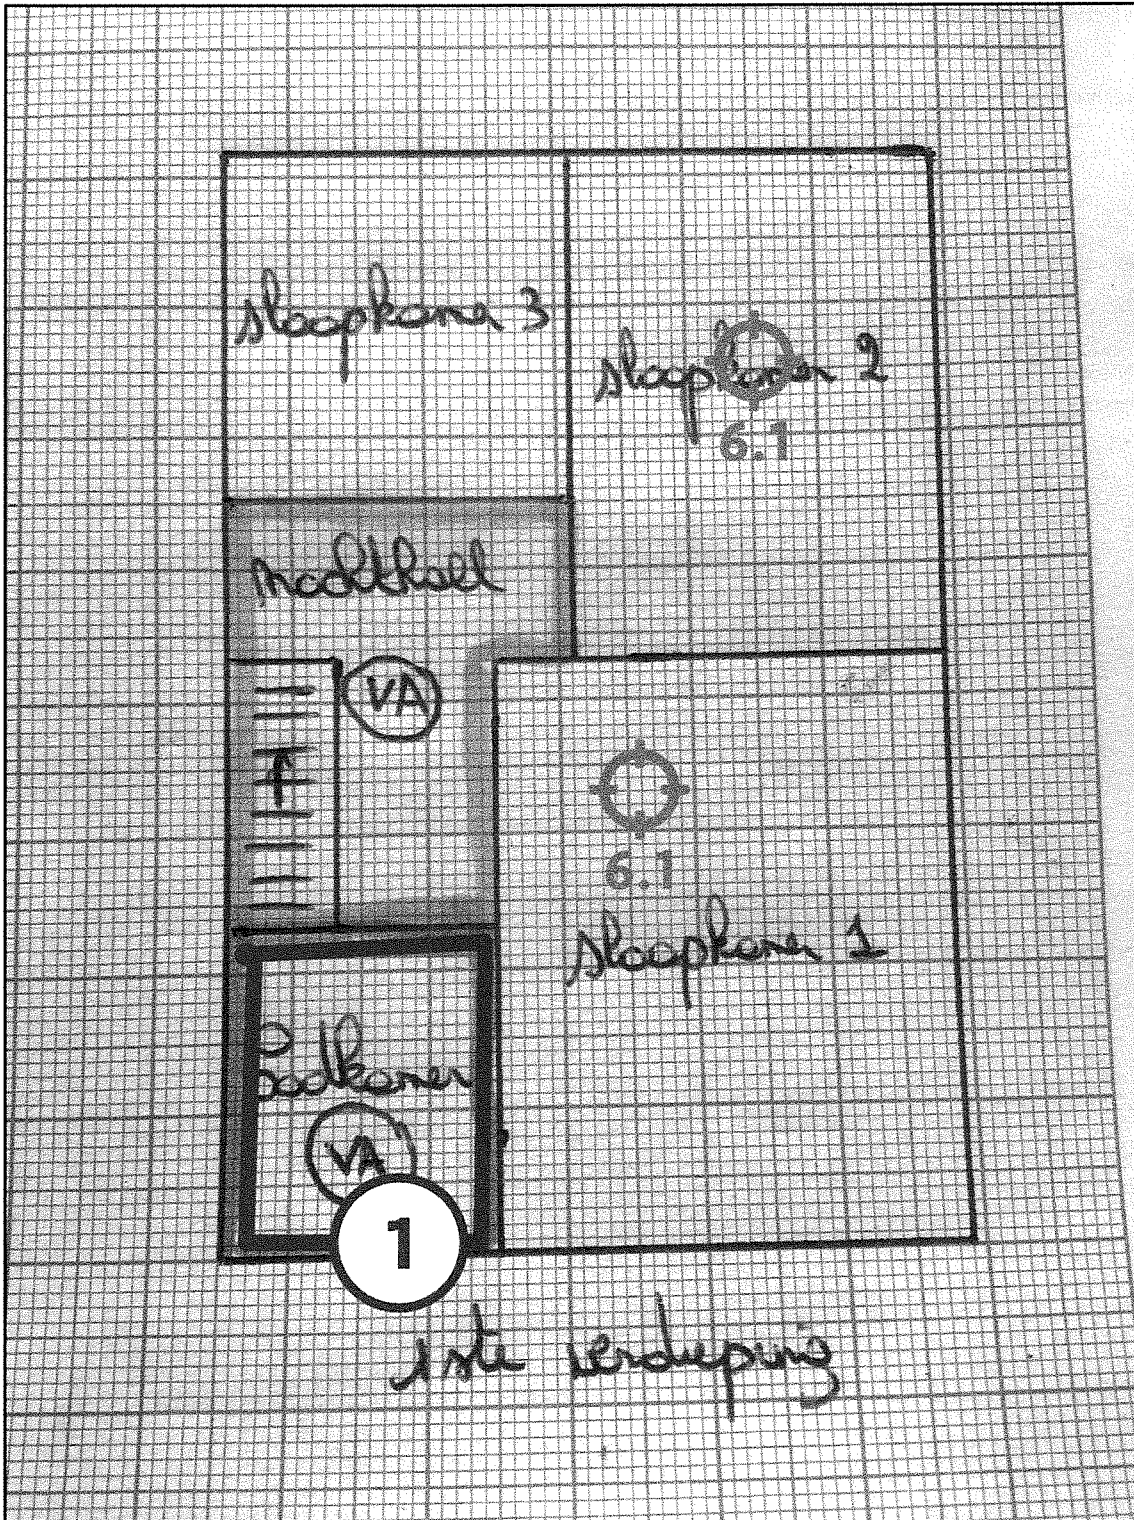 slaapkamer 3
slaapkamer 2
6.1
nachthall
VA
6.1
slaapkamer 1
badkamer
VA
1
1ste verdieping